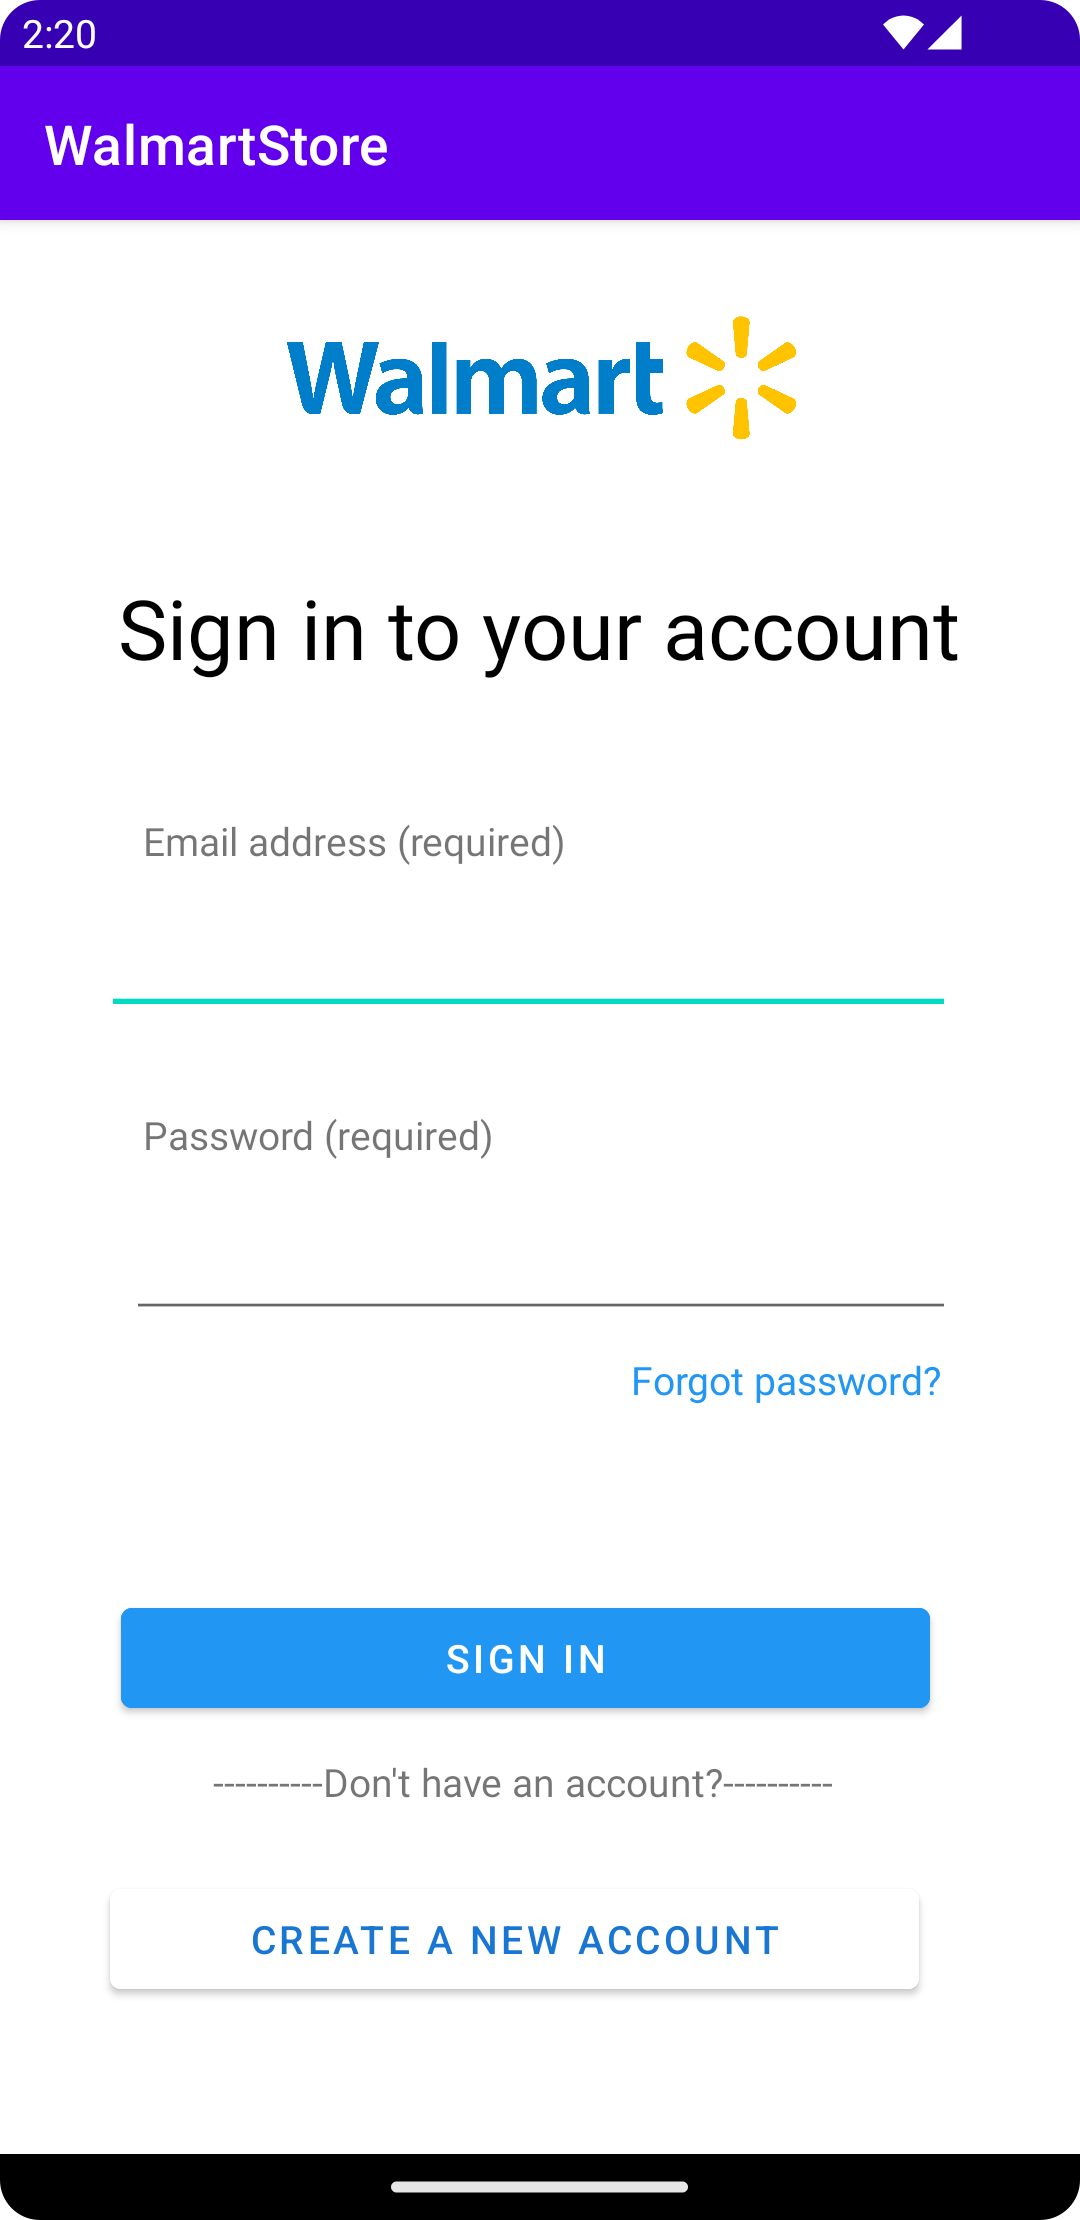 2:20
WalmartStore
Walmart
Sign in to your account
Email address (required)
Password (required)
Forgot password?
SIGN IN
----------Don't have an account?----------
CREATE A NEW ACCOUNT